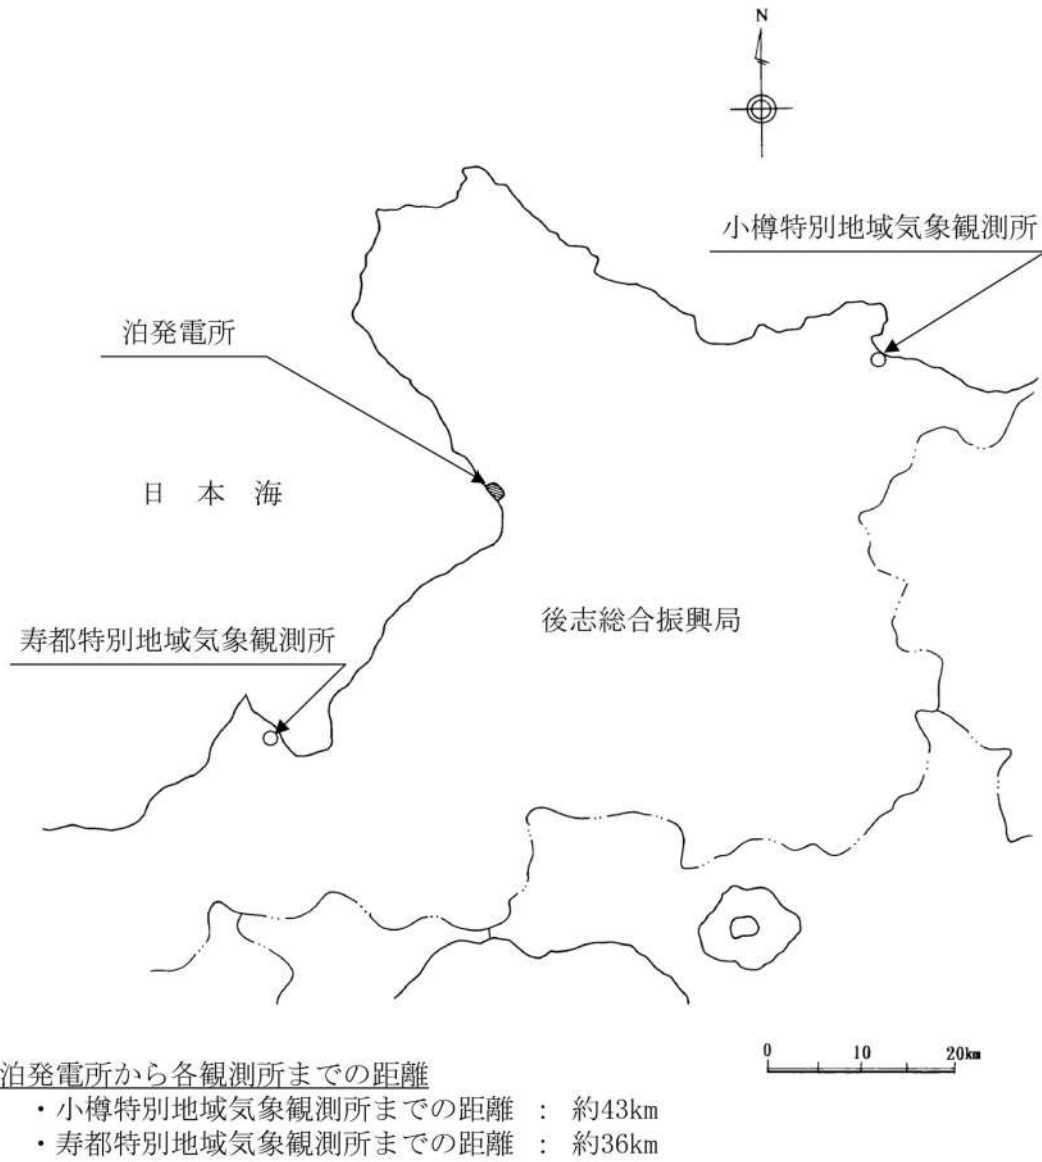 N
小樽特別地域気象観測所
泊発電所
日 本 海
後志総合振興局
寿都特別地域気象観測所
0 10 20km
泊発電所から各観測所までの距離
・小樽特別地域気象観測所までの距離 : 約43km
・寿都特別地域気象観測所までの距離 : 約36km